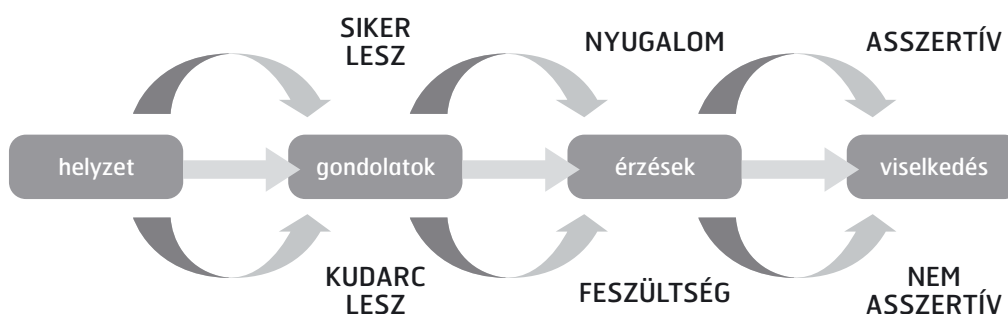 SIKER
LESZ
NYUGALOM
ASSZERTÍV
helyzet
gondolatok
érzések
viselkedés
KUDARC
LESZ
FESZÜLTSÉG
NEM
ASSZERTÍV